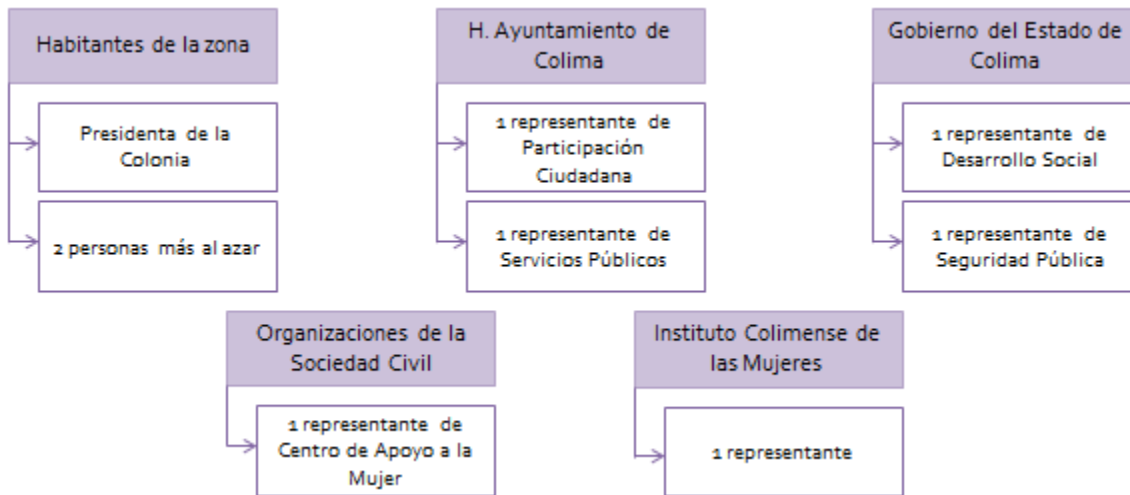 Habitantes de la zona
Presidenta de la
Colonia
2 personas más al azar
H. Ayuntamiento de
Colima
1 representante de
Participación
Ciudadana
1 representante de
Servicios Públicos
Gobierno del Estado de
Colima
1 representante de
Desarrollo Social
1 representante de
Seguridad Pública
Organizaciones de la
Sociedad Civil
1 representante de
Centro de Apoyo a la
Mujer
Instituto Colimense de
las Mujeres
1 representante